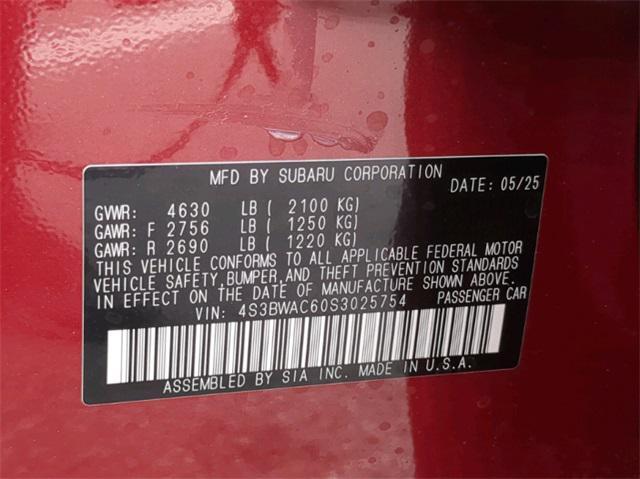 MFD BY SUBARU CORPORATION
DATE: 05/25
GVWR: 4630 LB ( 2100 KG)
GAWR: F 2756 LB ( 1250 KG)
GAWR: R 2690 LB ( 1220 KG)
THIS VEHICLE CONFORMS TO ALL APPLICABLE FEDERAL MOTOR
VEHICLE SAFETY,BUMPER,AND THEFT PREVENTION STANDARDS
IN EFFECT ON THE DATE OF MANUFACTURE SHOWN ABOVE.
VIN: 4S3BWAC60S3025754 PASSENGER CAR
ASSEMBLED BY SIA INC. MADE IN U.S.A.